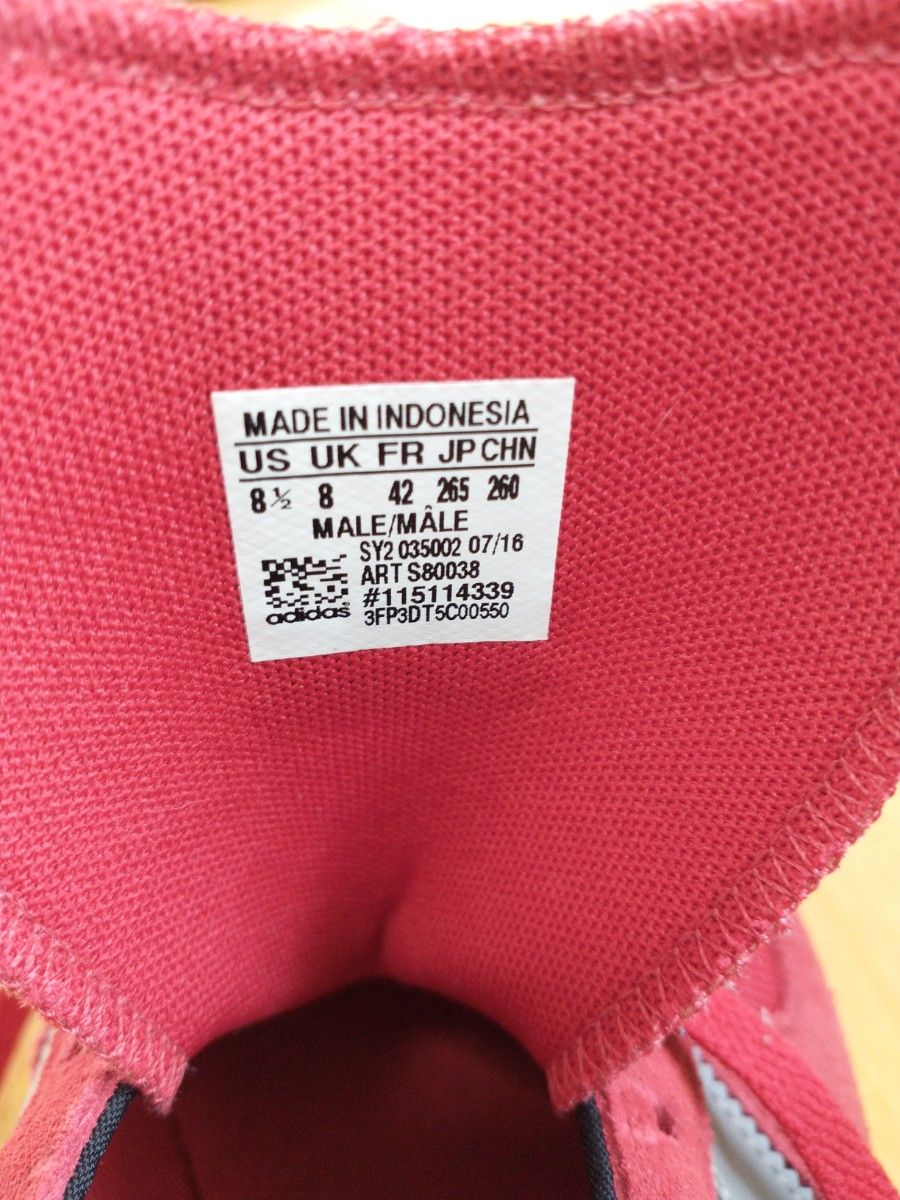 MADE IN INDONESIA
US UK FR JP CHN
8½ 8 42 265 260
MALE/MÂLE
SY2 035002 07/16
ART S80038
#115114339
adidas 3FP3DT5C00550